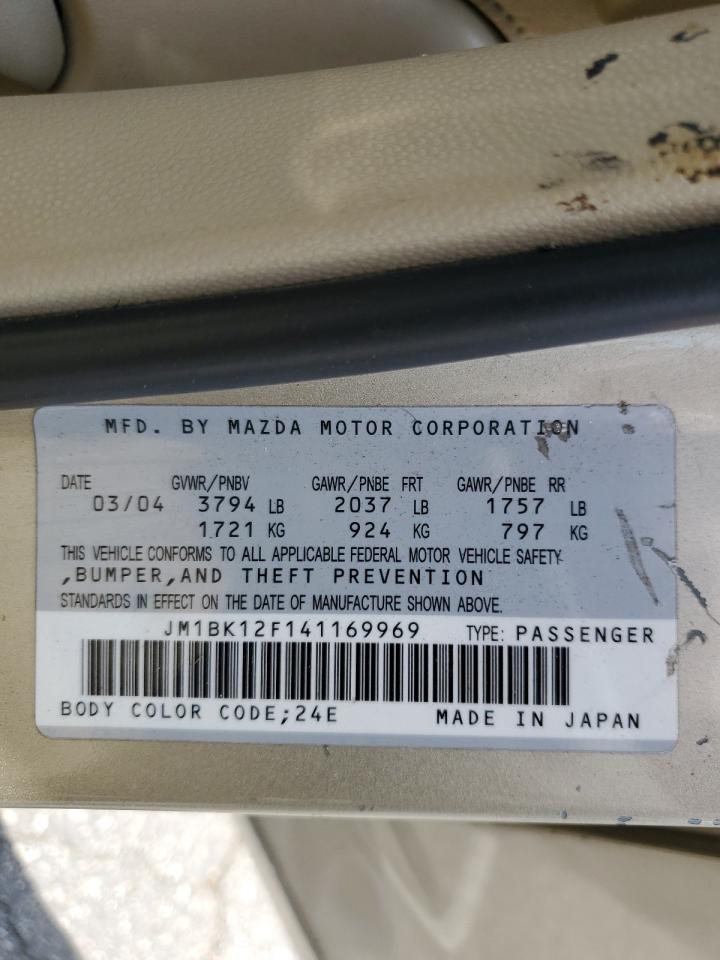 MFD. BY MAZDA MOTOR CORPORATION
DATE GVWR/PNBV GAWR/PNBE FRT GAWR/PNBE RR
03/04 3794 LB 2037 LB 1757 LB
1721 KG 924 KG 797 KG
THIS VEHICLE CONFORMS TO ALL APPLICABLE FEDERAL MOTOR VEHICLE SAFETY
,BUMPER,AND THEFT PREVENTION
STANDARDS IN EFFECT ON THE DATE OF MANUFACTURE SHOWN ABOVE.
JM1BK12F141169969 TYPE: PASSENGER
BODY COLOR CODE;24E MADE IN JAPAN